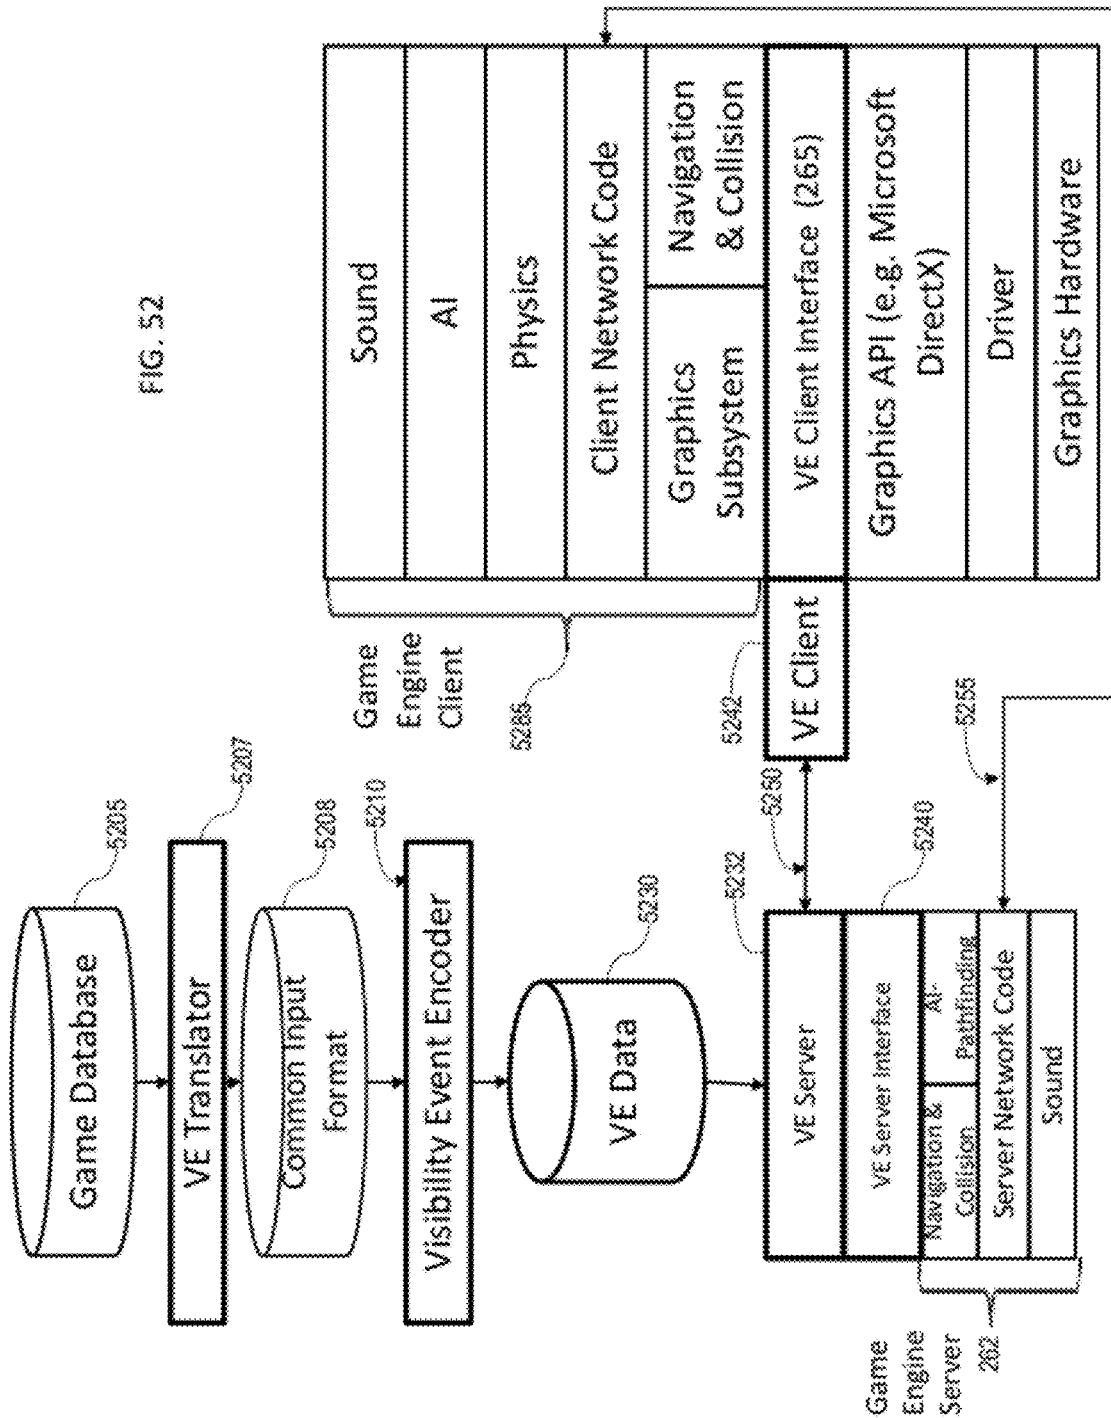 FIG. 52
Game Database
5205
VE Translator
5207
Common Input
Format
5208
Visibility Event Encoder
5210
VE Data
5230
VE Server
5232
VE Server Interface
5240
Navigation &
Collision
AI-
Pathfinding
Server Network Code
Sound
Game
Engine
Server
262
5250
5255
VE Client
5242
Game
Engine
Client
5285
Sound
AI
Physics
Client Network Code
Graphics
Subsystem
Navigation
& Collision
VE Client Interface (265)
Graphics API (e.g. Microsoft
DirectX)
Driver
Graphics Hardware